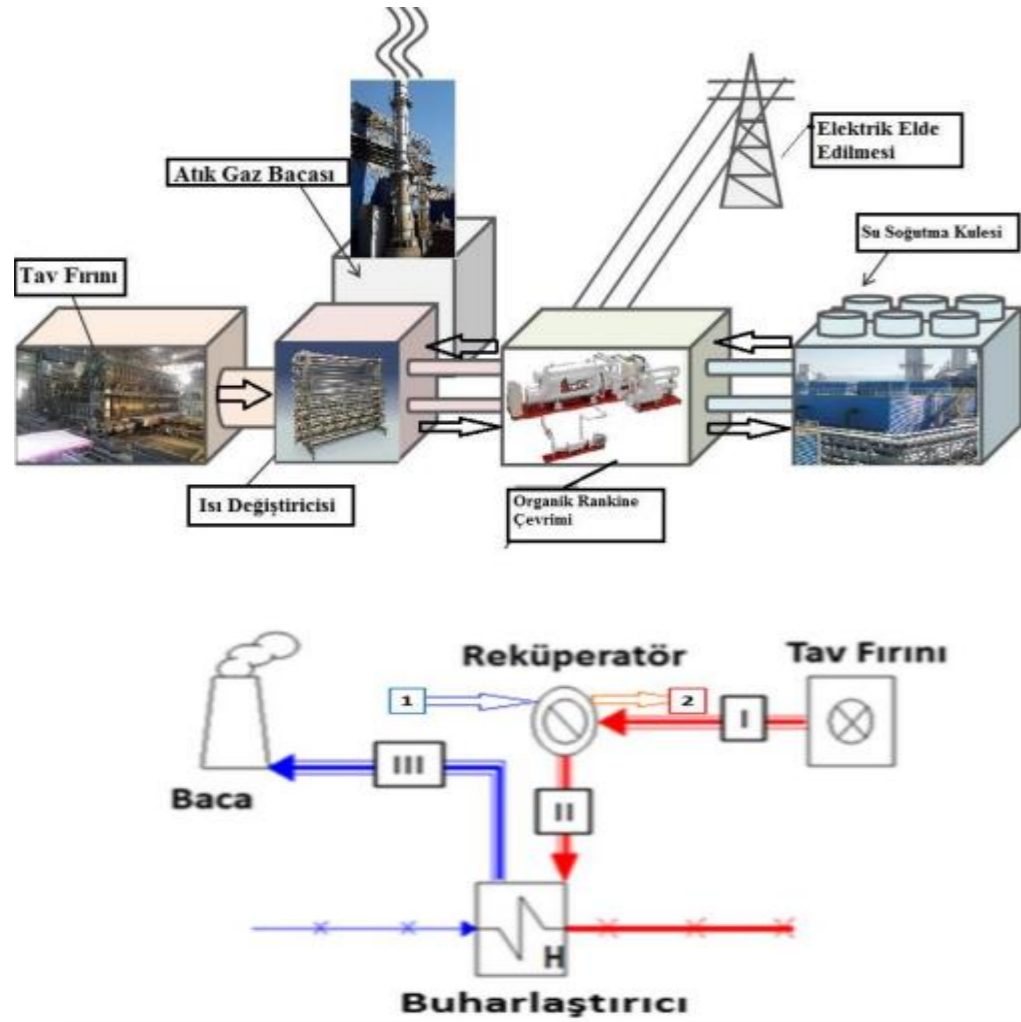 Elektrik Elde
Edilmesi
Atık Gaz Bacası
Su Soğutma Kulesi
Tav Fırını
Isı Değiştiricisi
Organik Rankine
Çevrimi
Reküperatör
Tav Fırını
1
2
I
III
Baca
II
H
Buharlaştırıcı